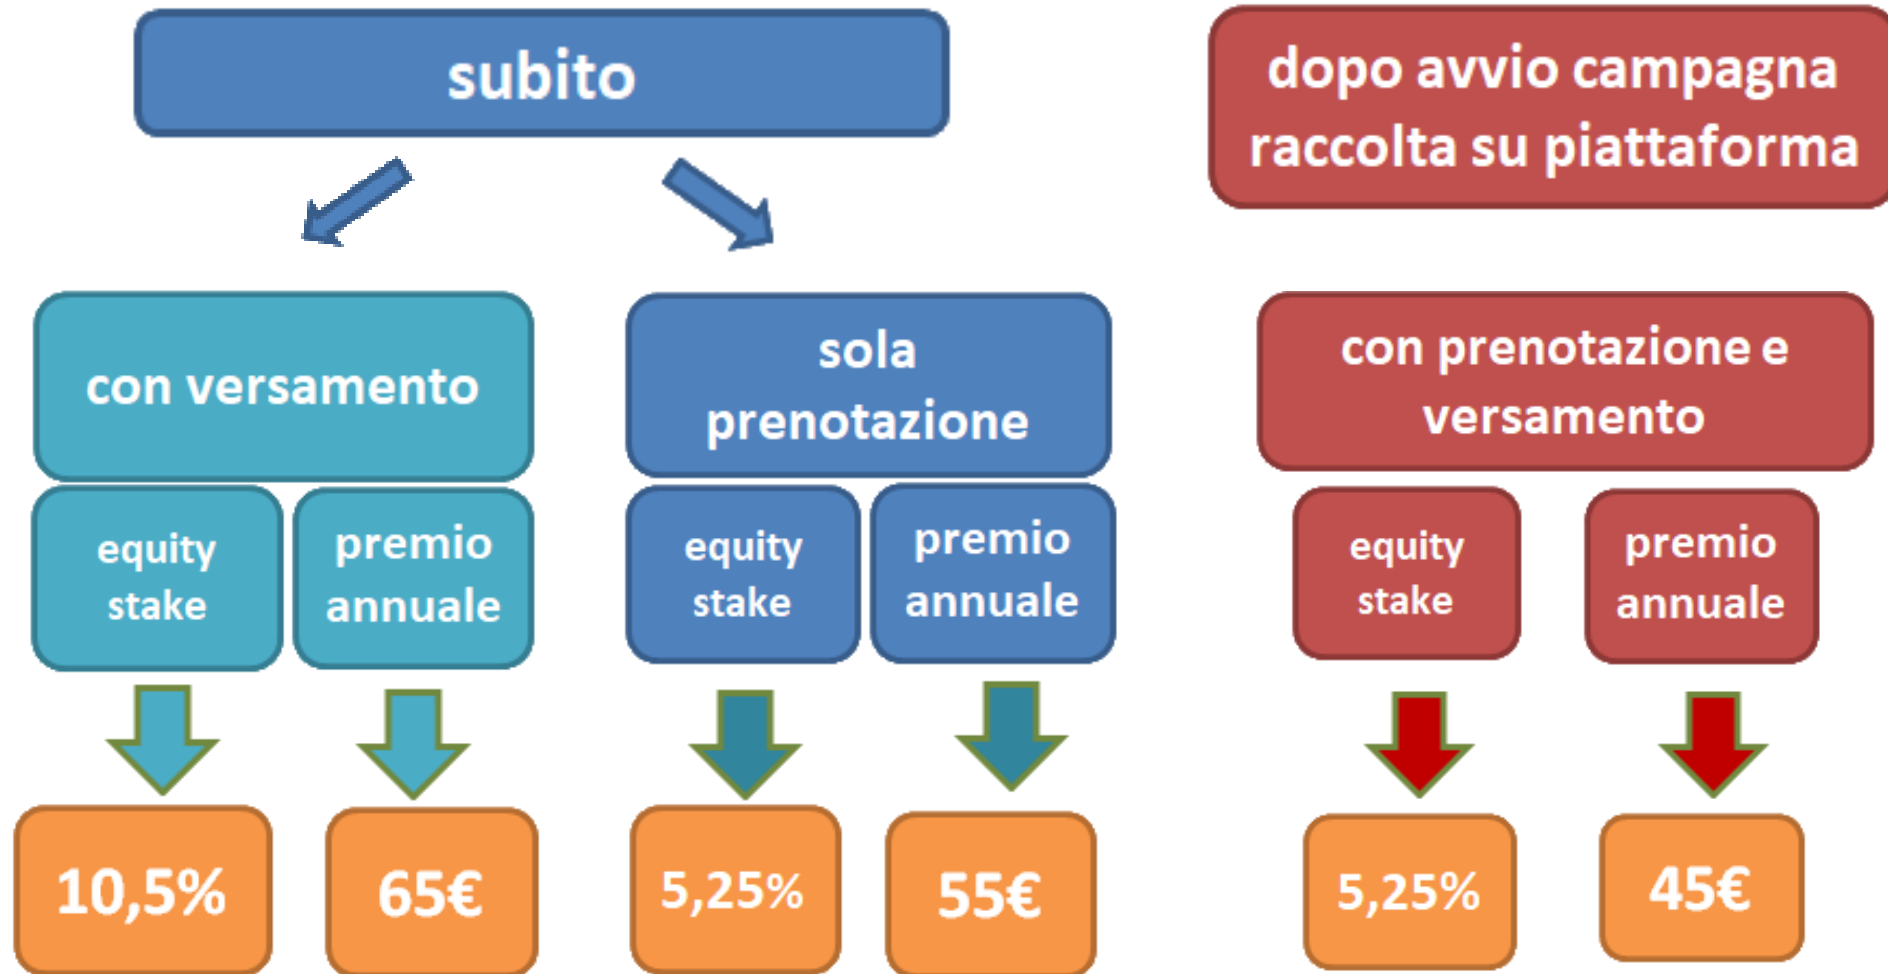 subito
dopo avvio campagna
raccolta su piattaforma
con versamento
sola
prenotazione
con prenotazione e
versamento
equity
stake
premio
annuale
equity
stake
premio
annuale
equity
stake
premio
annuale
10,5%
65€
5,25%
55€
5,25%
45€